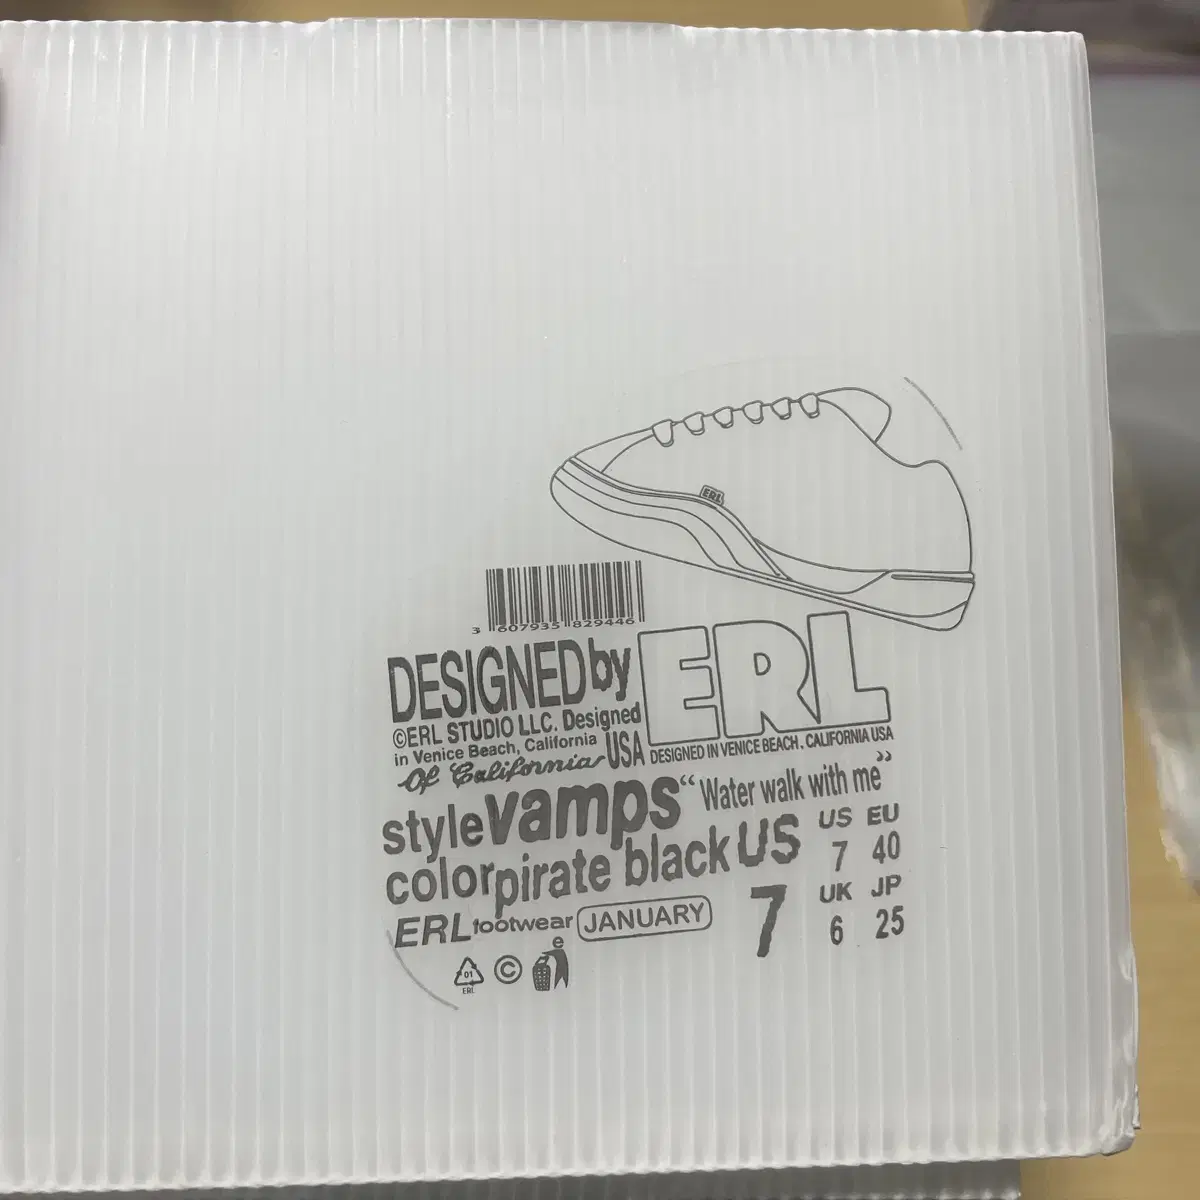 ERL
3 607935 829446
DESIGNED by ERL
©ERL STUDIO LLC. Designed
in Venice Beach, California
Of California USA
DESIGNED IN VENICE BEACH. CALIFORNIA USA
style vamps “Water walk with me”
color pirate black US 7
US EU
7 40
UK JP
6 25
ERL footwear JANUARY
e
01
ERL
©